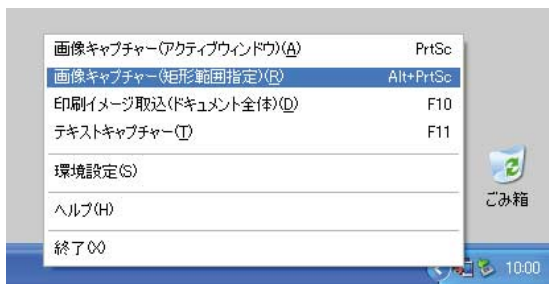 画像キャプチャー(アクティブウィンドウ)(A) PrtSc
画像キャプチャー(矩形範囲指定)(R) Alt+PrtSc
印刷イメージ取込(ドキュメント全体)(D) F10
テキストキャプチャー(T) F11
環境設定(S)
ヘルプ(H)
終了(X)
ごみ箱
10:00